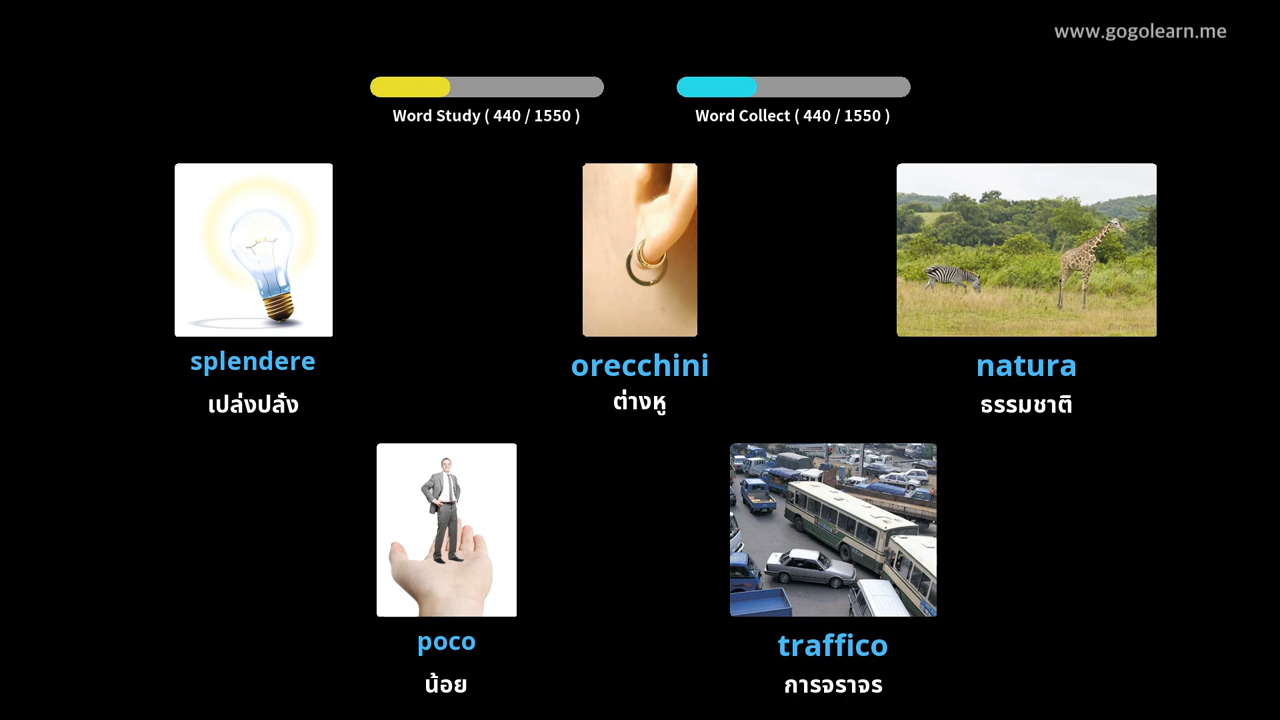 www.gogolearn.me
Word Study ( 440 / 1550 )
Word Collect ( 440 / 1550 )
splendere
เปล่งปลั่ง
orecchini
ต่างหู
natura
ธรรมชาติ
poco
น้อย
traffico
การจราจร